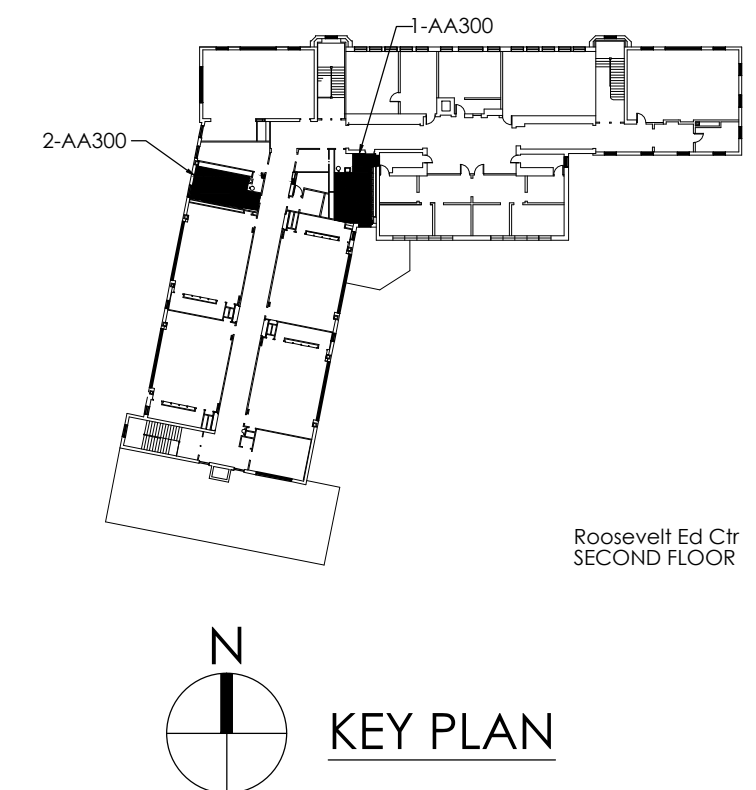 1-AA300
2-AA300
Roosevelt Ed Ctr
SECOND FLOOR
N
KEY PLAN